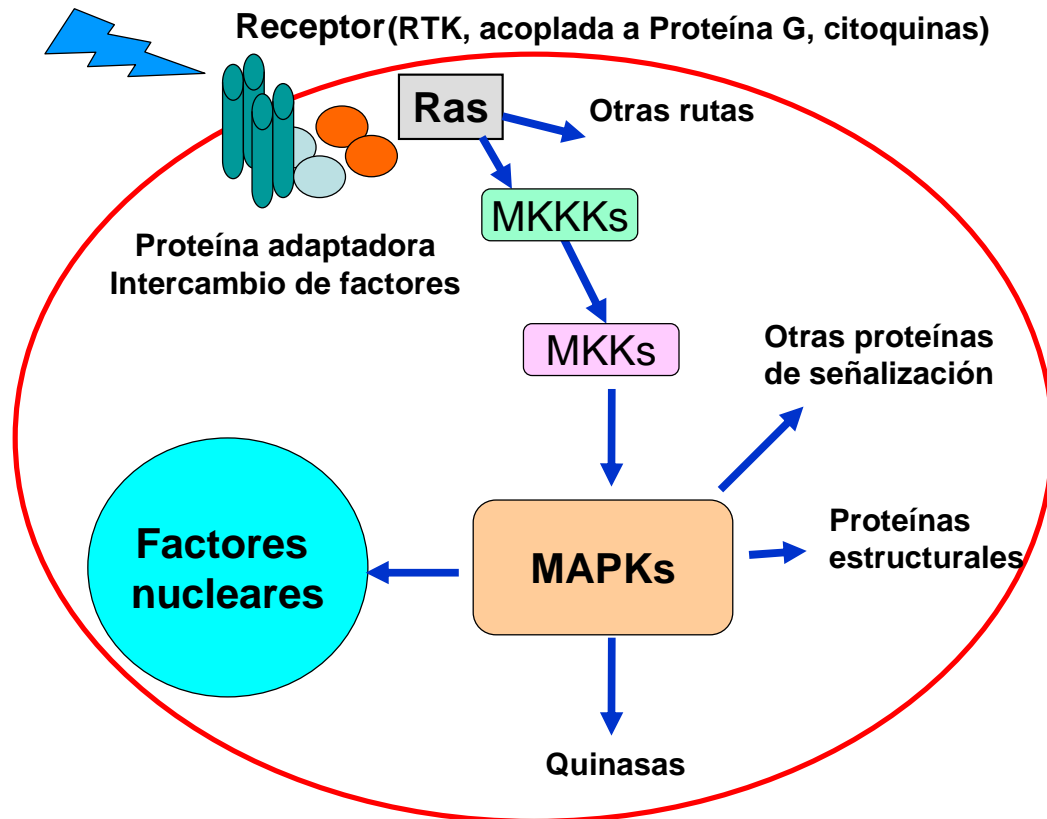 Receptor (RTK, acoplada a Proteína G, citoquinas)
Ras
Otras rutas
MKKKs
Proteína adaptadora
Intercambio de factores
MKKs
Otras proteínas
de señalización
Factores
nucleares
MAPKs
Proteínas
estructurales
Quinasas